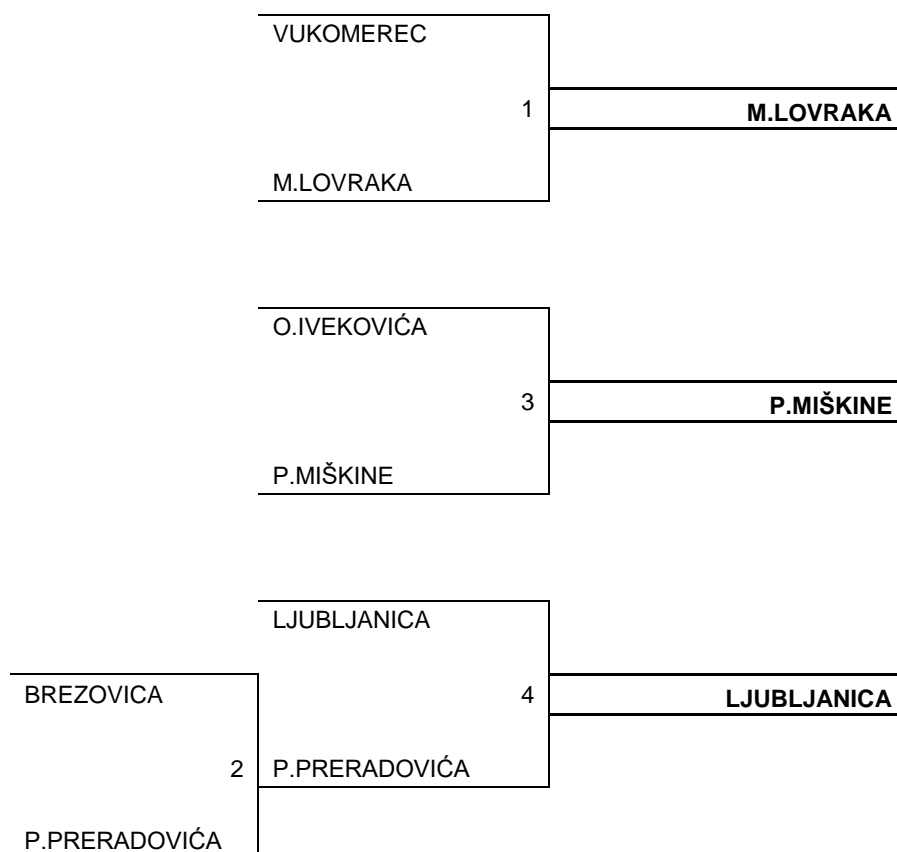 VUKOMEREC
1
M.LOVRAKA
M.LOVRAKA
O.IVEKOVIĆA
3
P.MIŠKINE
P.MIŠKINE
LJUBLJANICA
BREZOVICA
4
LJUBLJANICA
2
P.PRERADOVIĆA
P.PRERADOVIĆA